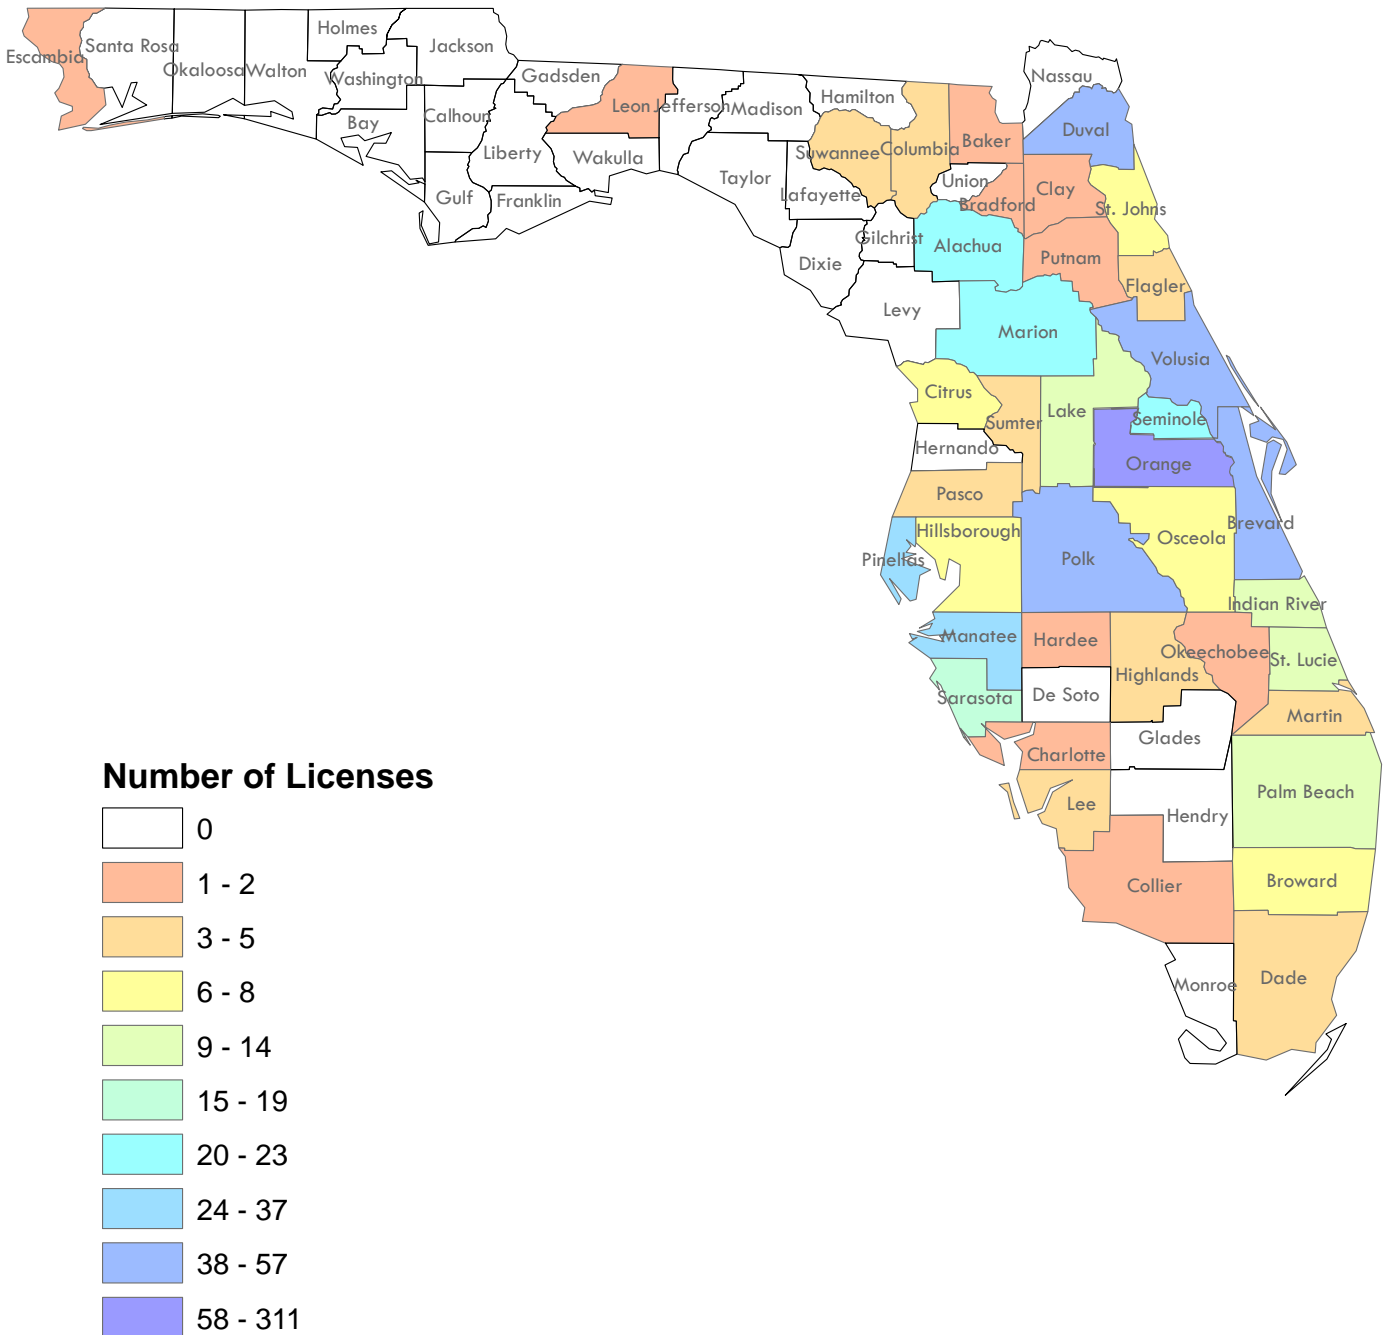 Holmes
Jackson
Santa Rosa
Escambia
Okaloosa
Walton
Washington
Gadsden
Nassau
Leon
Jefferson
Madison
Hamilton
Bay
Calhoun
Duval
Baker
Suwannee
Columbia
Liberty
Wakulla
Taylor
Union
Clay
Lafayette
Gulf
Franklin
Bradford
St. Johns
Gilchrist
Alachua
Dixie
Putnam
Flagler
Levy
Marion
Volusia
Citrus
Lake
Sumter
Seminole
Hernando
Orange
Pasco
Brevard
Hillsborough
Osceola
Pinellas
Polk
Indian River
Manatee
Hardee
Okeechobee
St. Lucie
Highlands
Sarasota
De Soto
Martin
Glades
Charlotte
Palm Beach
Lee
Hendry
Collier
Broward
Dade
Monroe
Number of Licenses
0
1 - 2
3 - 5
6 - 8
9 - 14
15 - 19
20 - 23
24 - 37
38 - 57
58 - 311